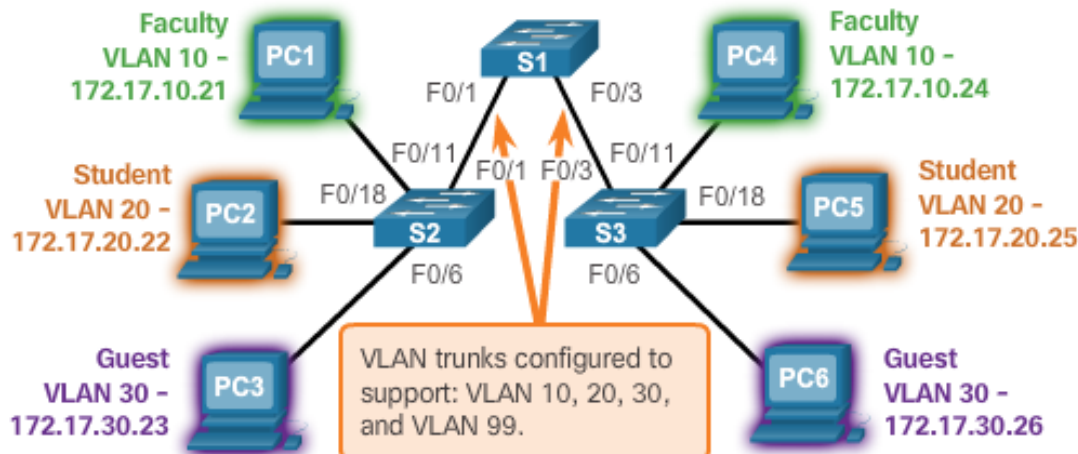 Faculty
VLAN 10 –
172.17.10.21
PC1
S1
PC4
Faculty
VLAN 10 –
172.17.10.24
F0/1
F0/3
F0/11
F0/1
F0/3
F0/11
Student
VLAN 20 –
172.17.20.22
PC2
F0/18
S2
S3
F0/18
PC5
Student
VLAN 20 –
172.17.20.25
F0/6
F0/6
Guest
VLAN 30 –
172.17.30.23
PC3
VLAN trunks configured to
support: VLAN 10, 20, 30,
and VLAN 99.
PC6
Guest
VLAN 30 –
172.17.30.26